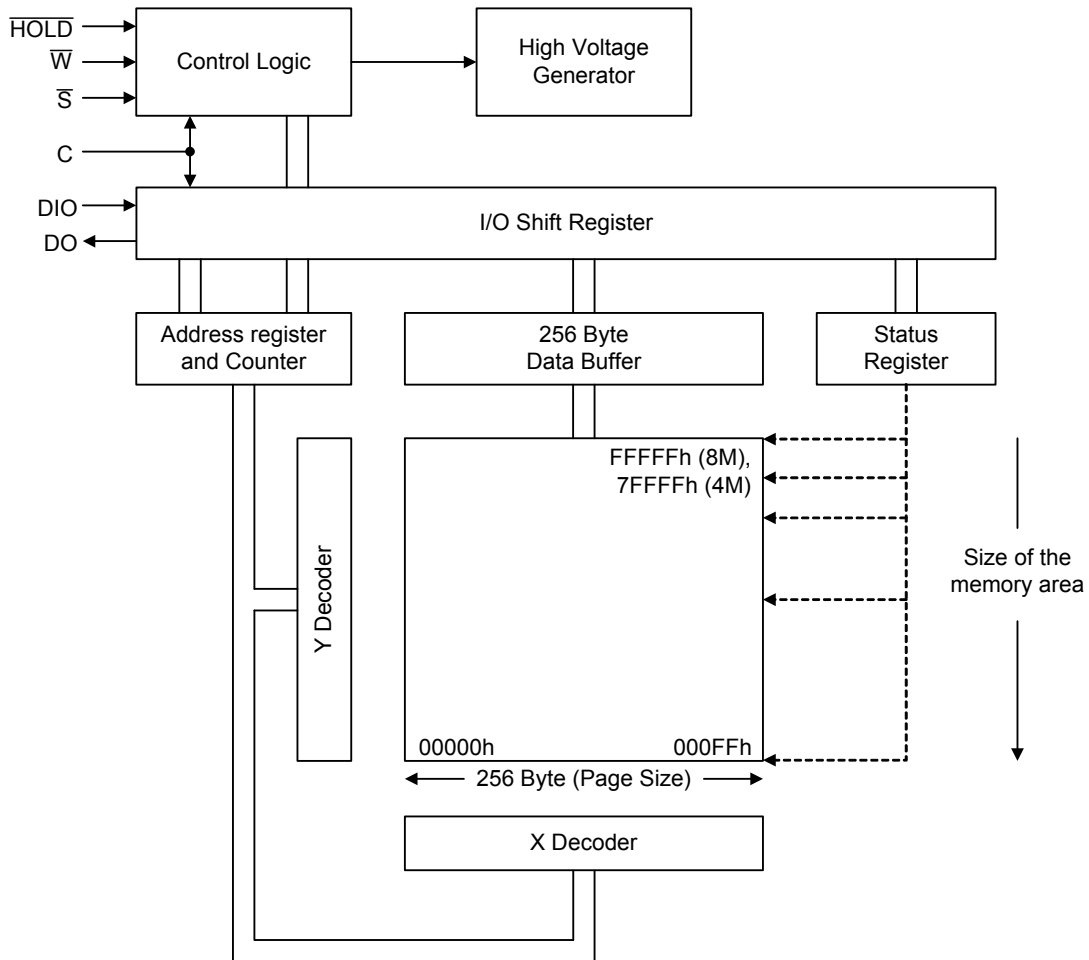 HOLD
W
S
C
DIO
DO
Control Logic
High Voltage
Generator
I/O Shift Register
Address register
and Counter
256 Byte
Data Buffer
Status
Register
Y Decoder
FFFFFh (8M),
7FFFFh (4M)
00000h
000FFh
256 Byte (Page Size)
Size of the
memory area
X Decoder